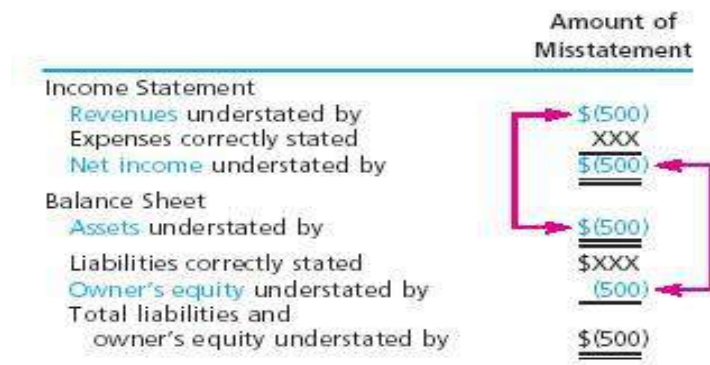 Amount of
Misstatement
Income Statement
Revenues understated by $(500)
Expenses correctly stated XXX
Net income understated by $(500)
Balance Sheet
Assets understated by $(500)
Liabilities correctly stated $XXX
Owner's equity understated by (500)
Total liabilities and
owner's equity understated by $(500)